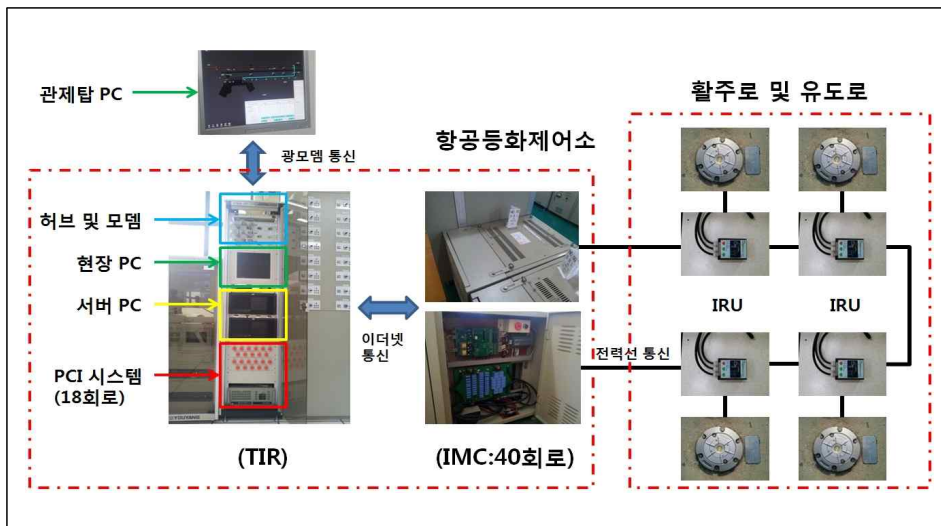 관제탑 PC
광모뎀 통신
항공등화제어소
활주로 및 유도로
허브 및 모뎀
현장 PC
서버 PC
PCI 시스템
(18회로)
이더넷
통신
전력선 통신
IRU
IRU
(TIR)
(IMC:40회로)